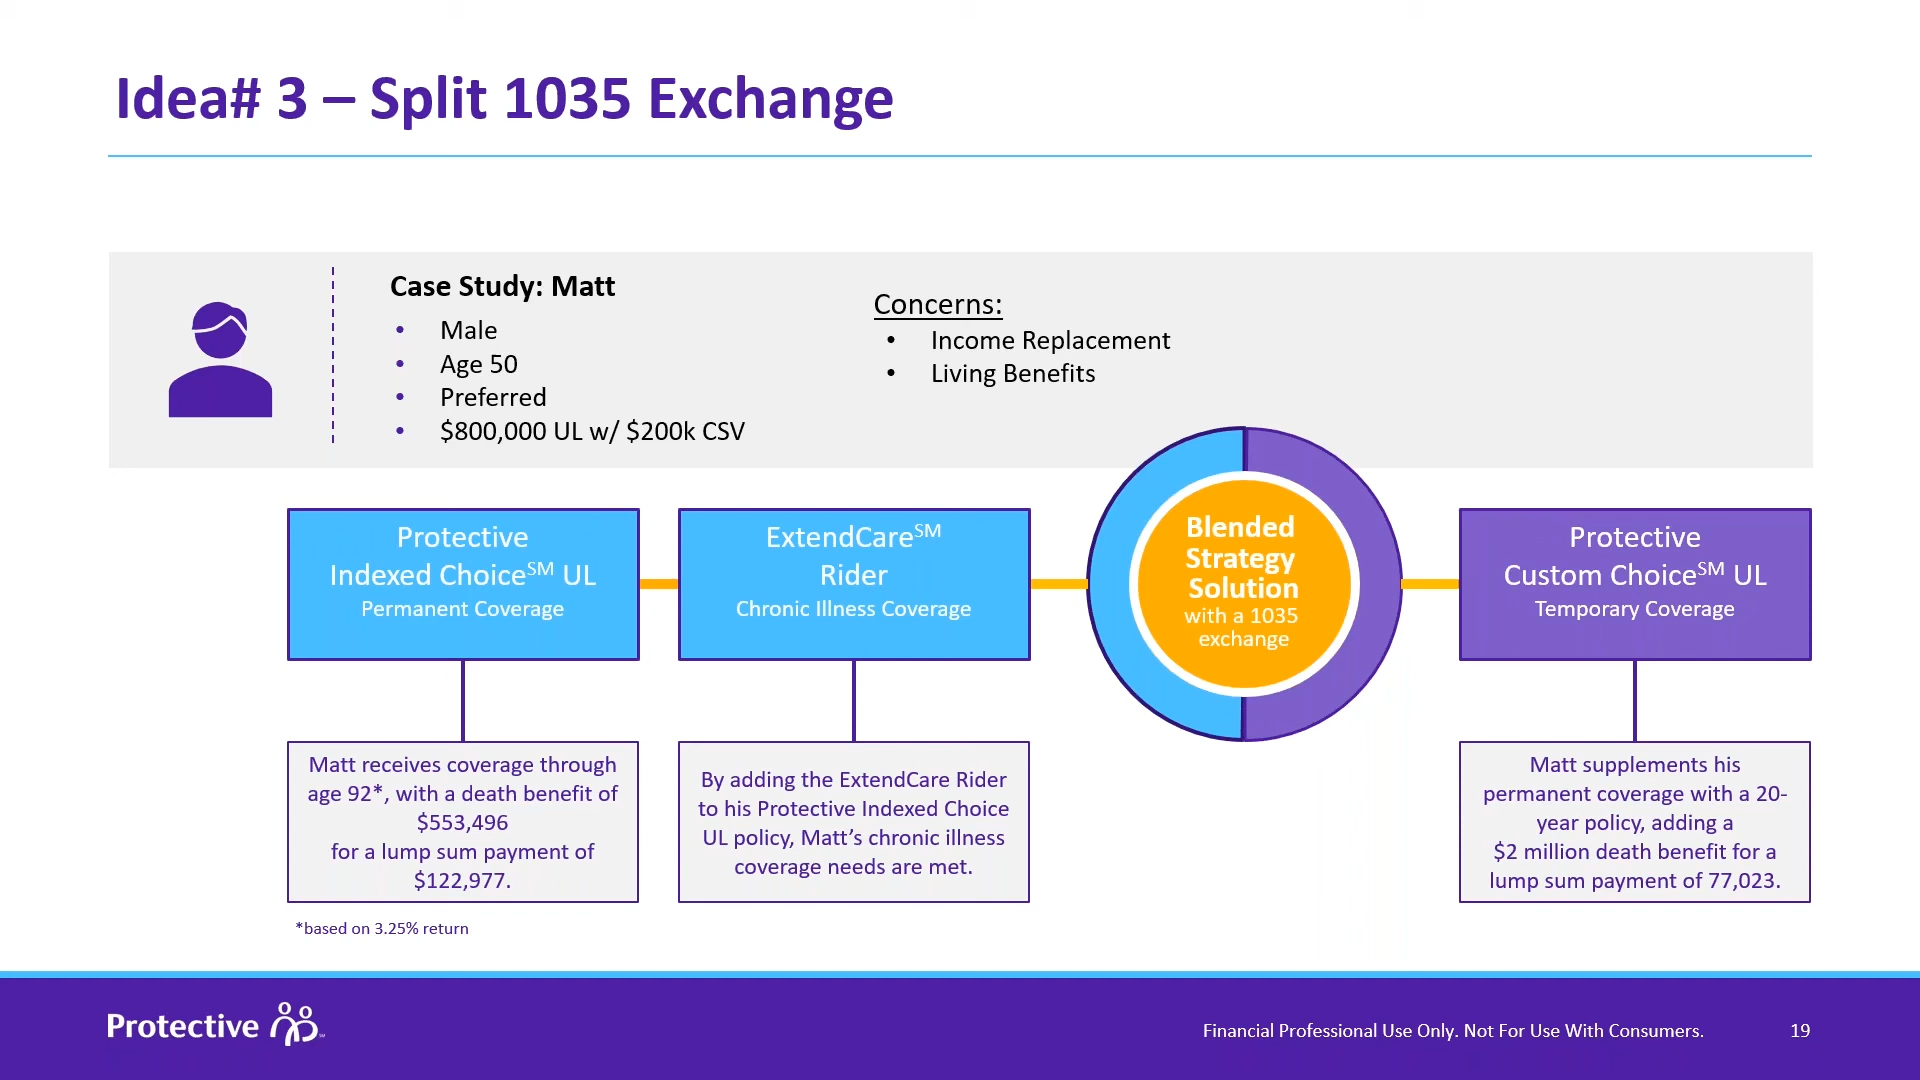 Idea# 3 – Split 1035 Exchange
Case Study: Matt
• Male
• Age 50
• Preferred
• $800,000 UL w/ $200k CSV
Concerns:
• Income Replacement
• Living Benefits
Protective
Indexed Choice℠ UL
Permanent Coverage
ExtendCare℠
Rider
Chronic Illness Coverage
Blended
Strategy
Solution
with a 1035
exchange
Protective
Custom Choice℠ UL
Temporary Coverage
Matt receives coverage through
age 92*, with a death benefit of
$553,496
for a lump sum payment of
$122,977.
By adding the ExtendCare Rider
to his Protective Indexed Choice
UL policy, Matt’s chronic illness
coverage needs are met.
Matt supplements his
permanent coverage with a 20-
year policy, adding a
$2 million death benefit for a
lump sum payment of 77,023.
*based on 3.25% return
Protective
Financial Professional Use Only. Not For Use With Consumers.
19